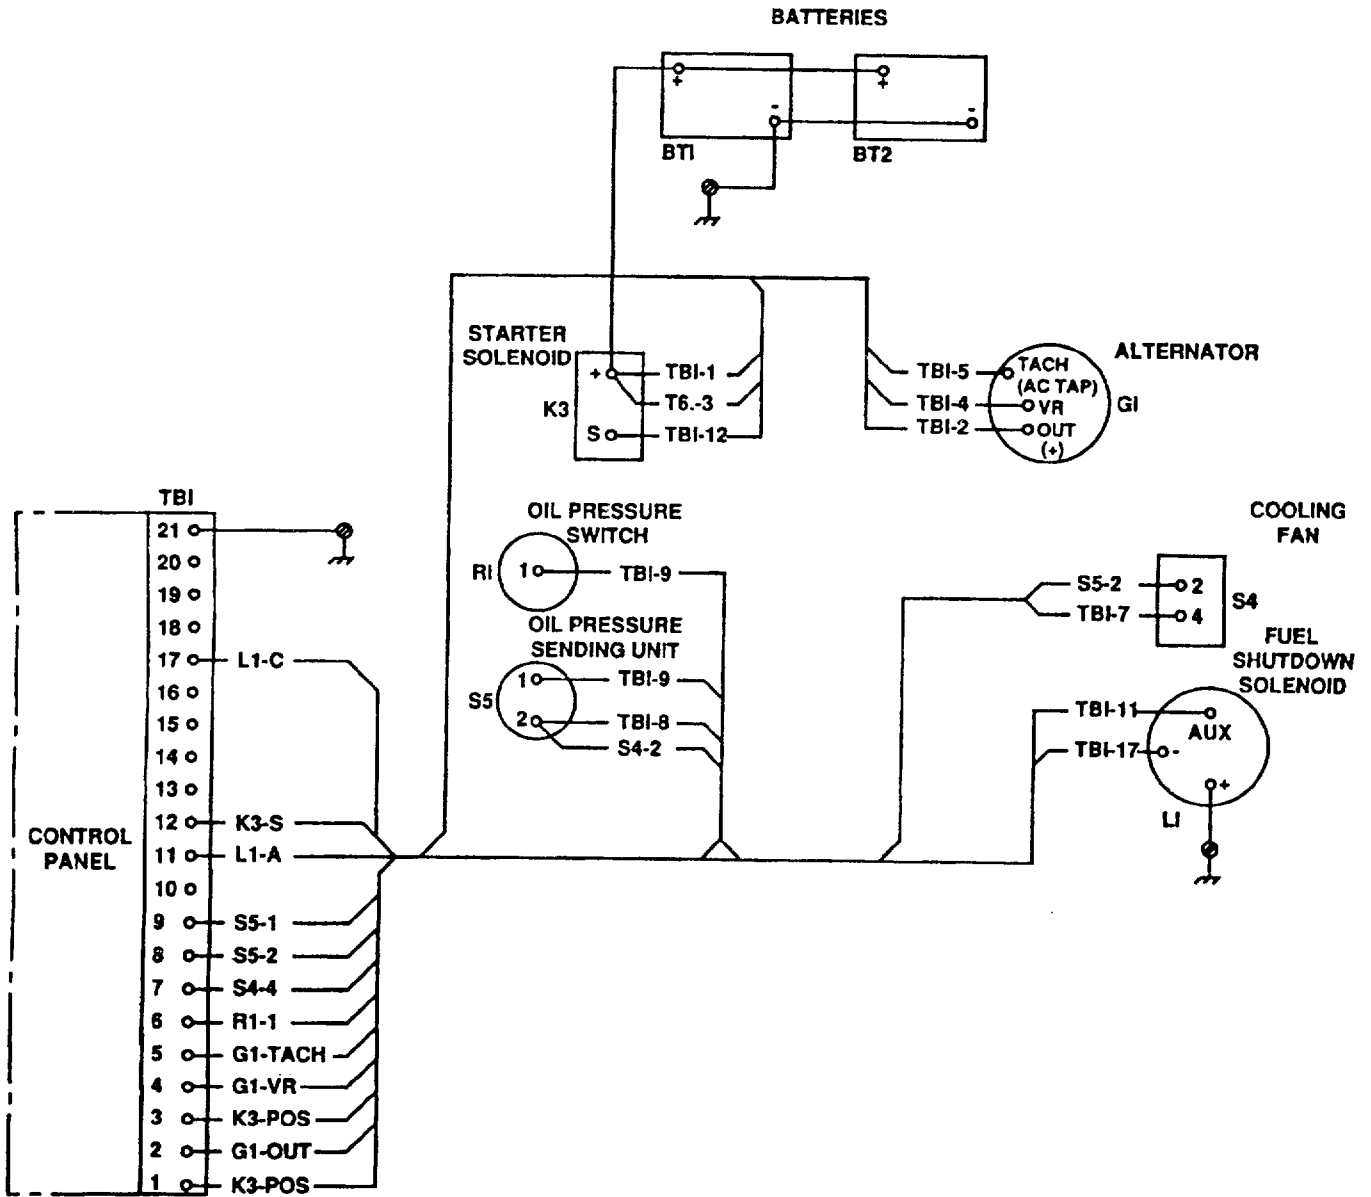 BATTERIES
+
-
+
-
BTI
BT2
STARTER
SOLENOID
K3
+
S
TBI-1
T6.-3
TBI-12
TBI-5
TBI-4
TBI-2
TACH
(AC TAP)
VR
OUT
(+)
ALTERNATOR
GI
TBI
21
20
19
18
17 L1-C
16
15
14
13
12 K3-S
11 L1-A
10
9 S5-1
8 S5-2
7 S4-4
6 R1-1
5 G1-TACH
4 G1-VR
3 K3-POS
2 G1-OUT
1 K3-POS
CONTROL
PANEL
OIL PRESSURE
SWITCH
RI
1
TBI-9
OIL PRESSURE
SENDING UNIT
S5
1
2
TBI-9
TBI-8
S4-2
COOLING
FAN
S5-2
TBI-7
2
4
S4
FUEL
SHUTDOWN
SOLENOID
TBI-11
TBI-17
AUX
-
+
LI